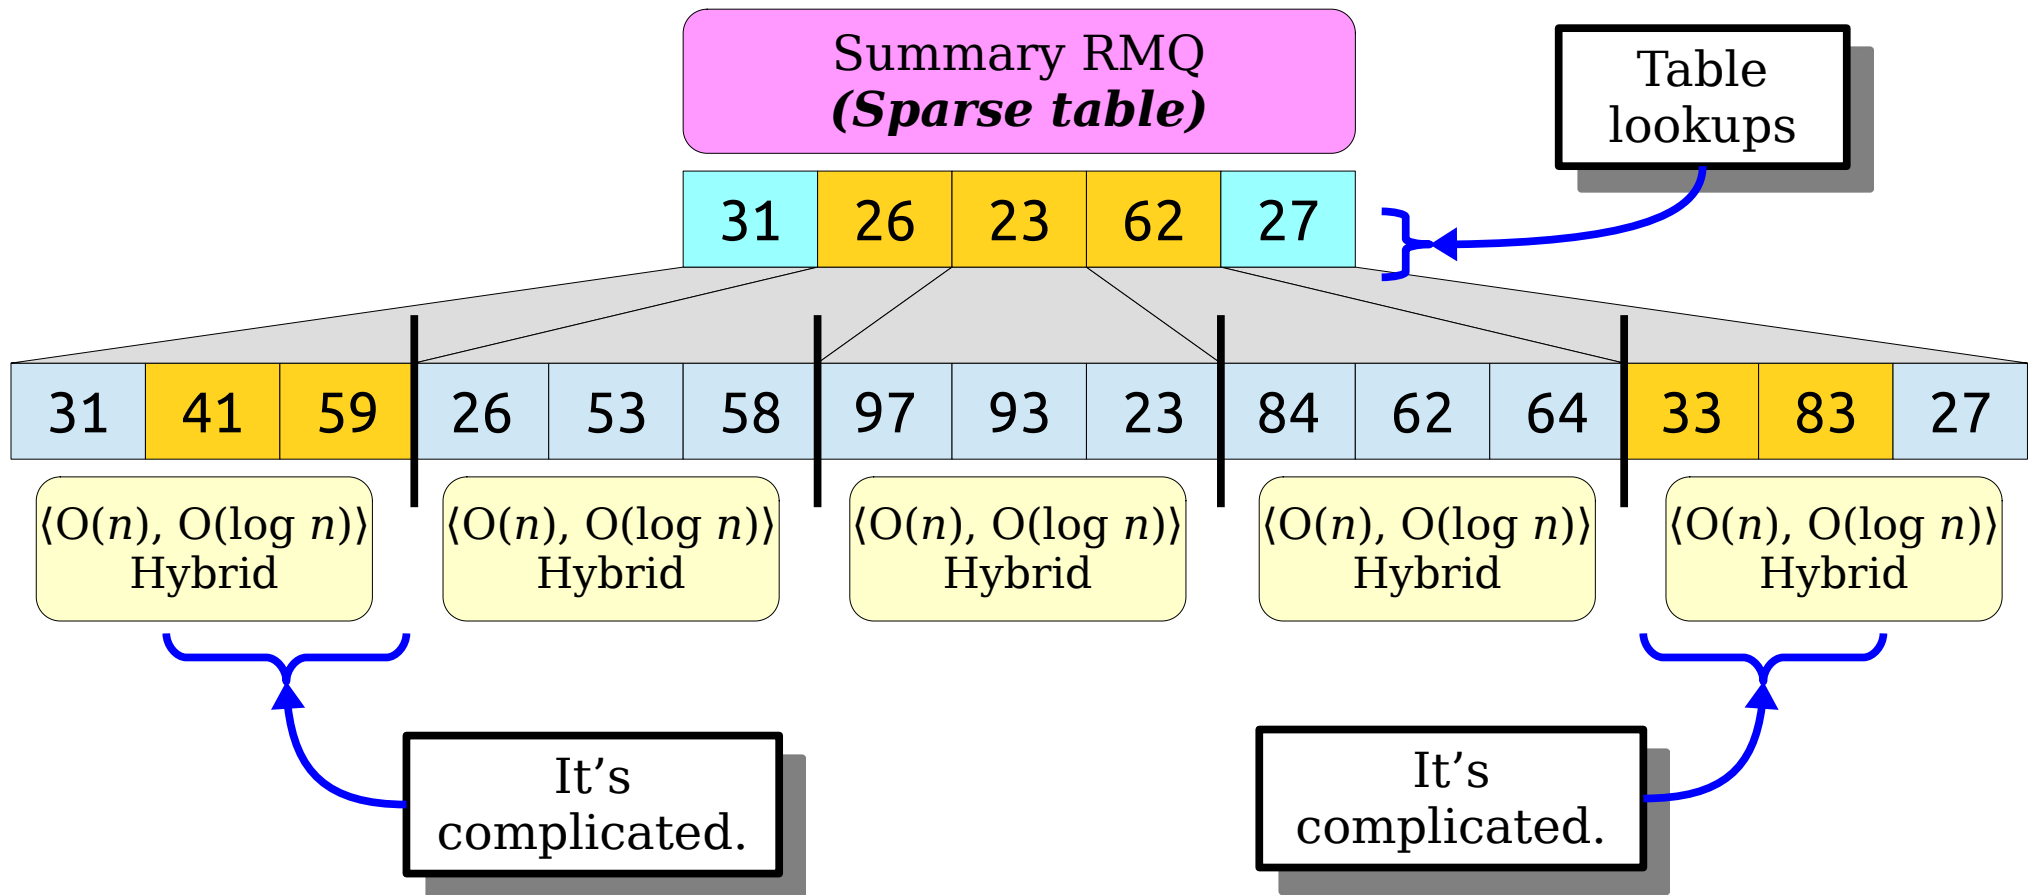 Summary RMQ
(Sparse table)
Table
lookups
31 26 23 62 27
31 41 59 26 53 58 97 93 23 84 62 64 33 83 27
⟨O(n), O(log n)⟩
Hybrid
⟨O(n), O(log n)⟩
Hybrid
⟨O(n), O(log n)⟩
Hybrid
⟨O(n), O(log n)⟩
Hybrid
⟨O(n), O(log n)⟩
Hybrid
It’s
complicated.
It’s
complicated.